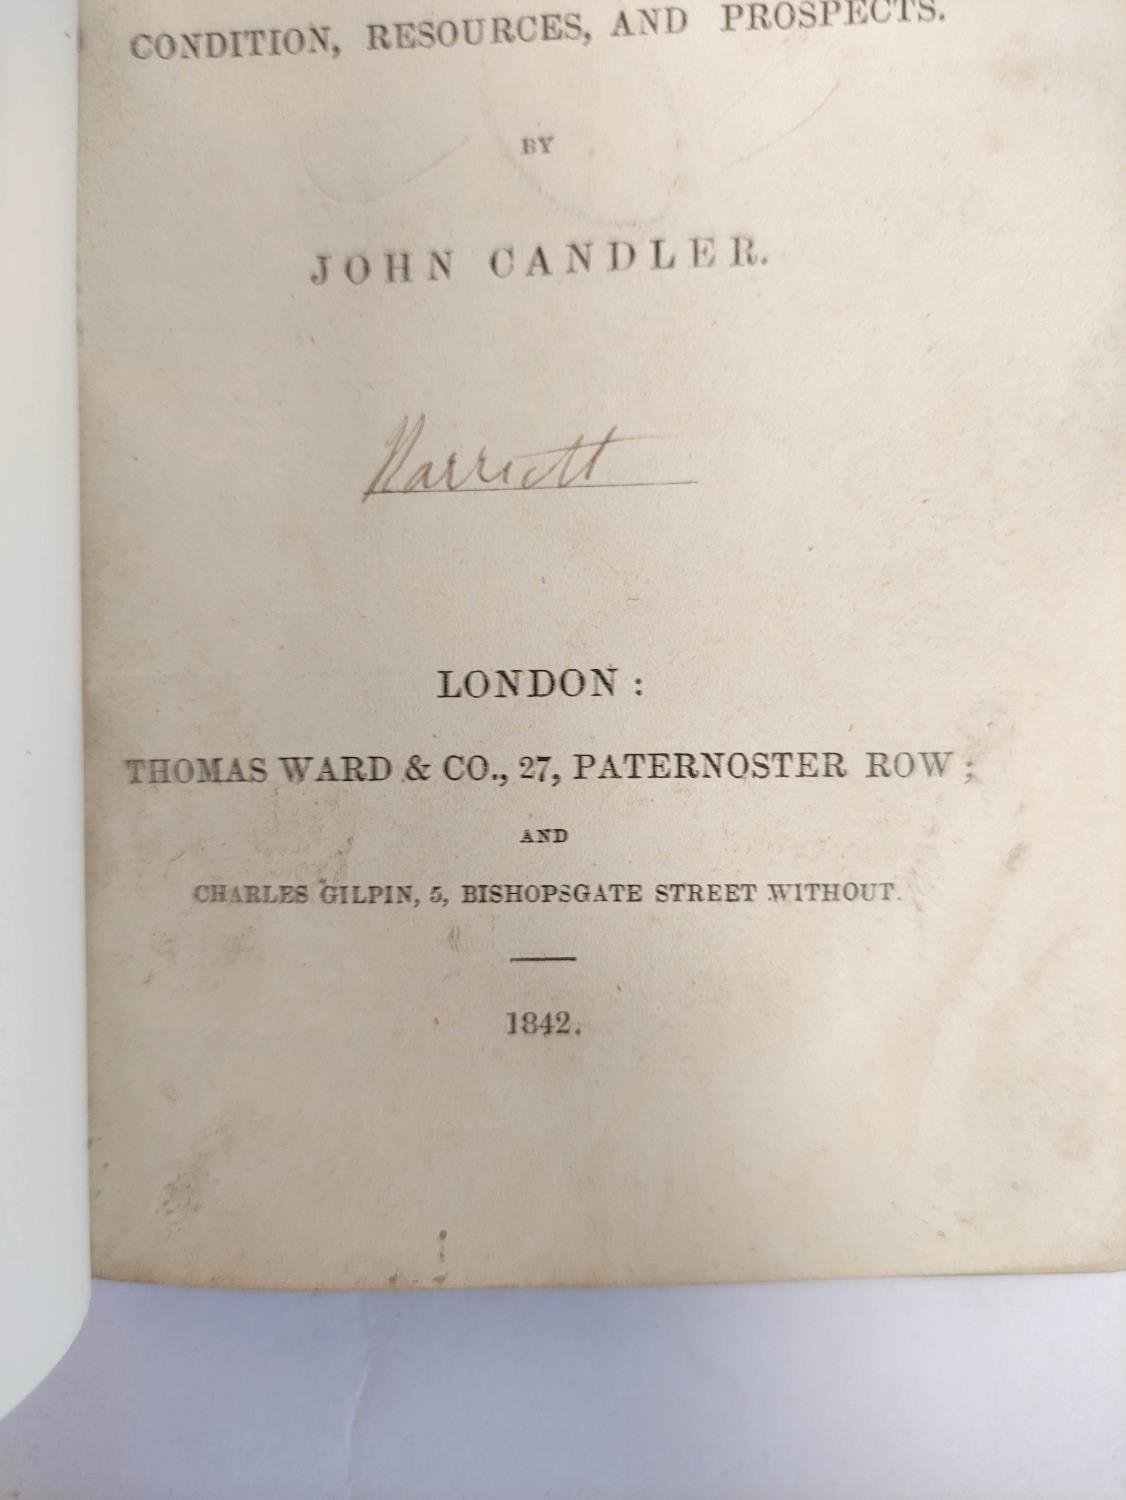 CONDITION, RESOURCES, AND PROSPECTS.
BY
JOHN CANDLER.
Harriott
LONDON:
THOMAS WARD & CO., 27, PATERNOSTER ROW;
AND
CHARLES GILPIN, 5, BISHOPSGATE STREET WITHOUT.
1842.